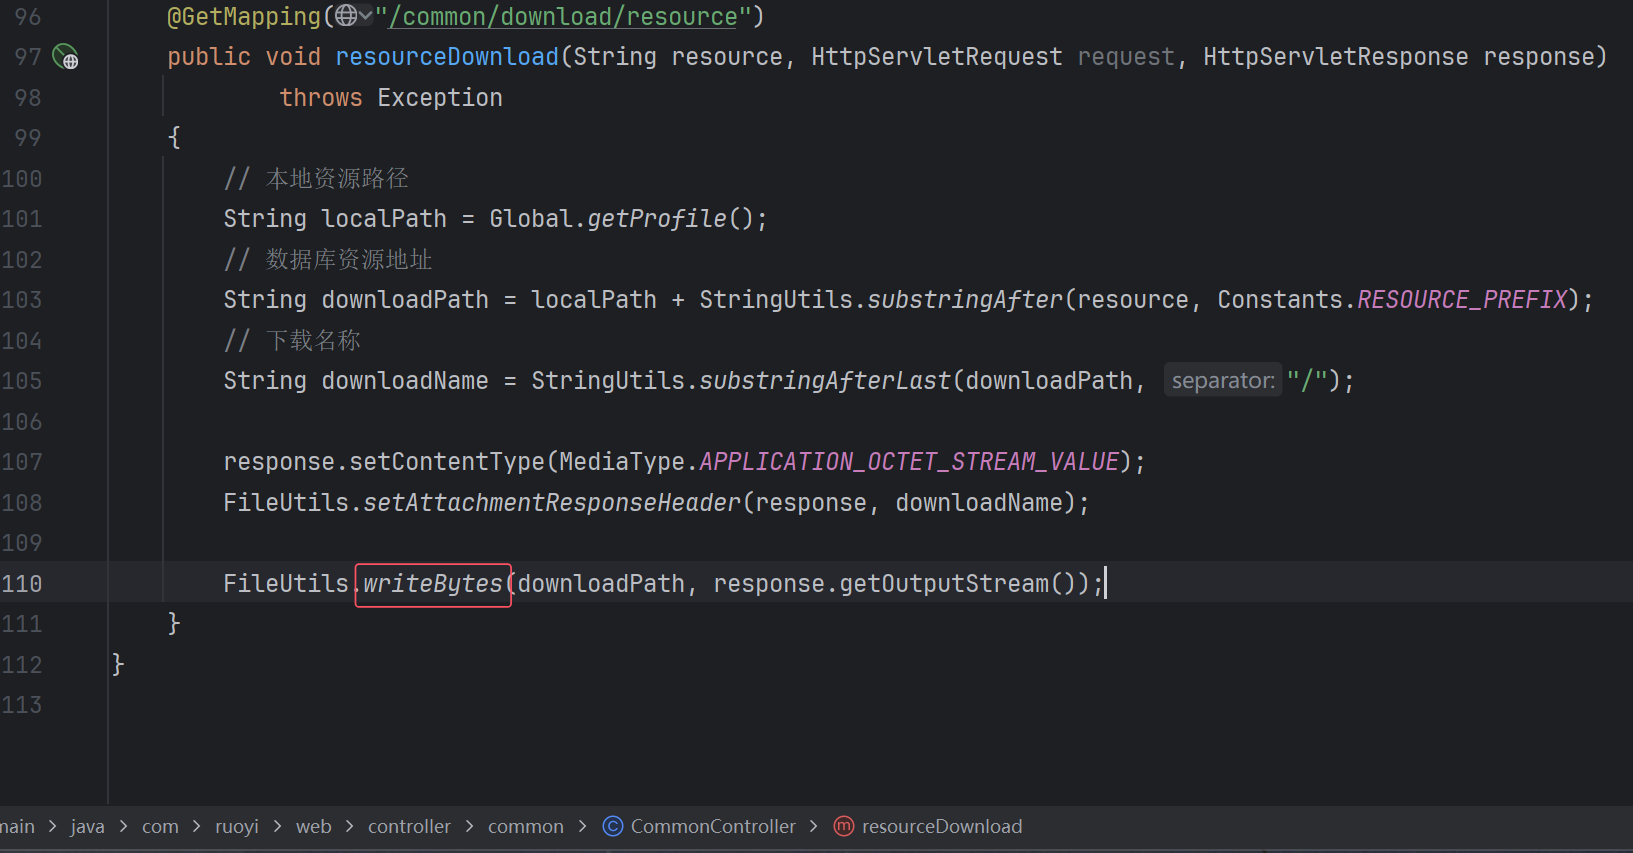 96 @GetMapping("/common/download/resource")
97 public void resourceDownload(String resource, HttpServletRequest request, HttpServletResponse response)
98 throws Exception
99 {
100 // 本地资源路径
101 String localPath = Global.getProfile();
102 // 数据库资源地址
103 String downloadPath = localPath + StringUtils.substringAfter(resource, Constants.RESOURCE_PREFIX);
104 // 下载名称
105 String downloadName = StringUtils.substringAfterLast(downloadPath, separator: "/");
106
107 response.setContentType(MediaType.APPLICATION_OCTET_STREAM_VALUE);
108 FileUtils.setAttachmentResponseHeader(response, downloadName);
109
110 FileUtils.writeBytes(downloadPath, response.getOutputStream());
111 }
112 }
113
main > java > com > ruoyi > web > controller > common > C CommonController > m resourceDownload